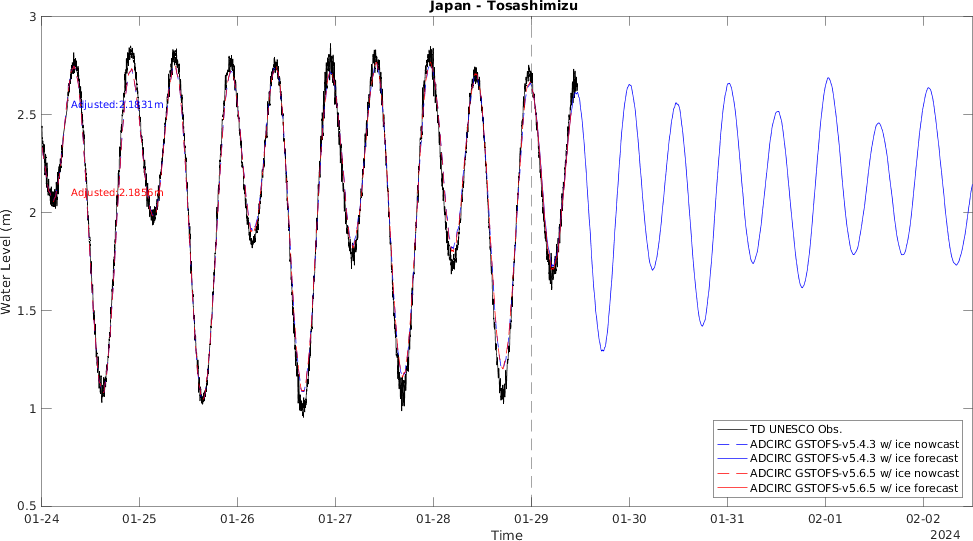 Japan - Tosashimizu
3
2.5
2
1.5
1
0.5
Water Level (m)
Adjusted:2.1831m
Adjusted:2.1856m
TD UNESCO Obs.
ADCIRC GSTOFS-v5.4.3 w/ ice nowcast
ADCIRC GSTOFS-v5.4.3 w/ ice forecast
ADCIRC GSTOFS-v5.6.5 w/ ice nowcast
ADCIRC GSTOFS-v5.6.5 w/ ice forecast
01-24 01-25 01-26 01-27 01-28 01-29 01-30 01-31 02-01 02-02
Time
2024